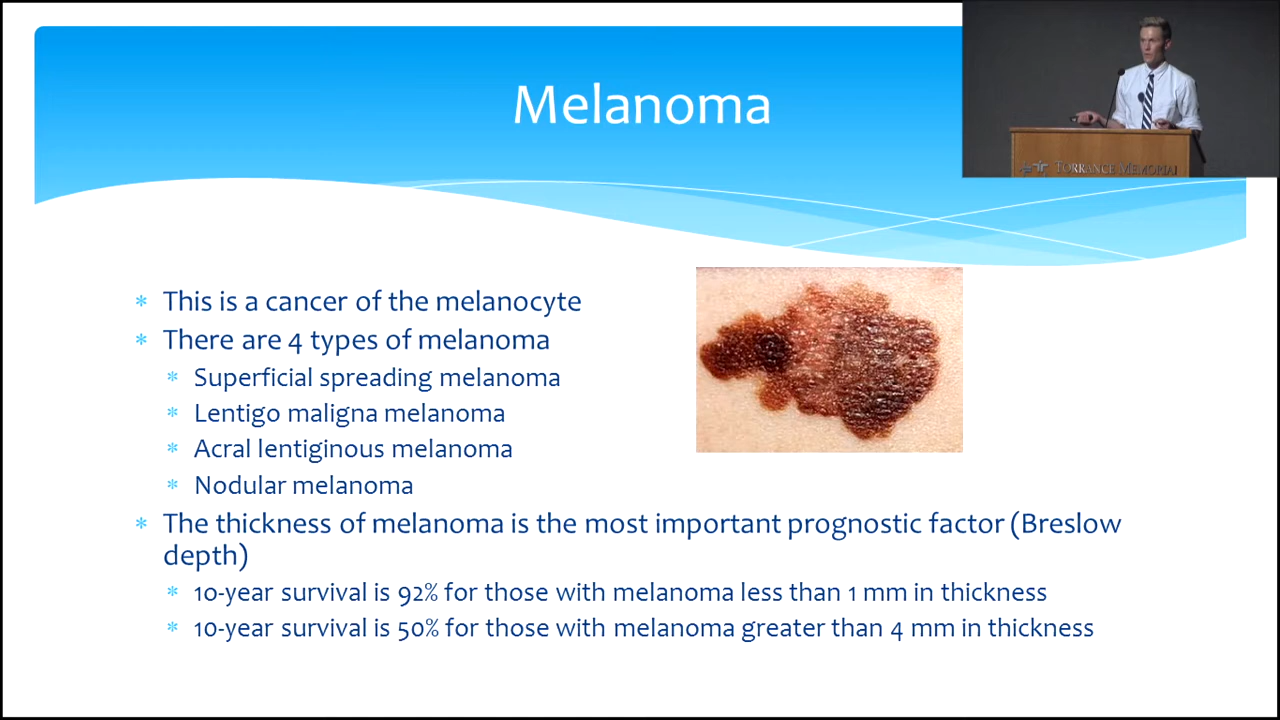 Melanoma
TORRANCE MEMORIAL
* This is a cancer of the melanocyte
* There are 4 types of melanoma
* Superficial spreading melanoma
* Lentigo maligna melanoma
* Acral lentiginous melanoma
* Nodular melanoma
* The thickness of melanoma is the most important prognostic factor (Breslow
depth)
* 10-year survival is 92% for those with melanoma less than 1 mm in thickness
* 10-year survival is 50% for those with melanoma greater than 4 mm in thickness